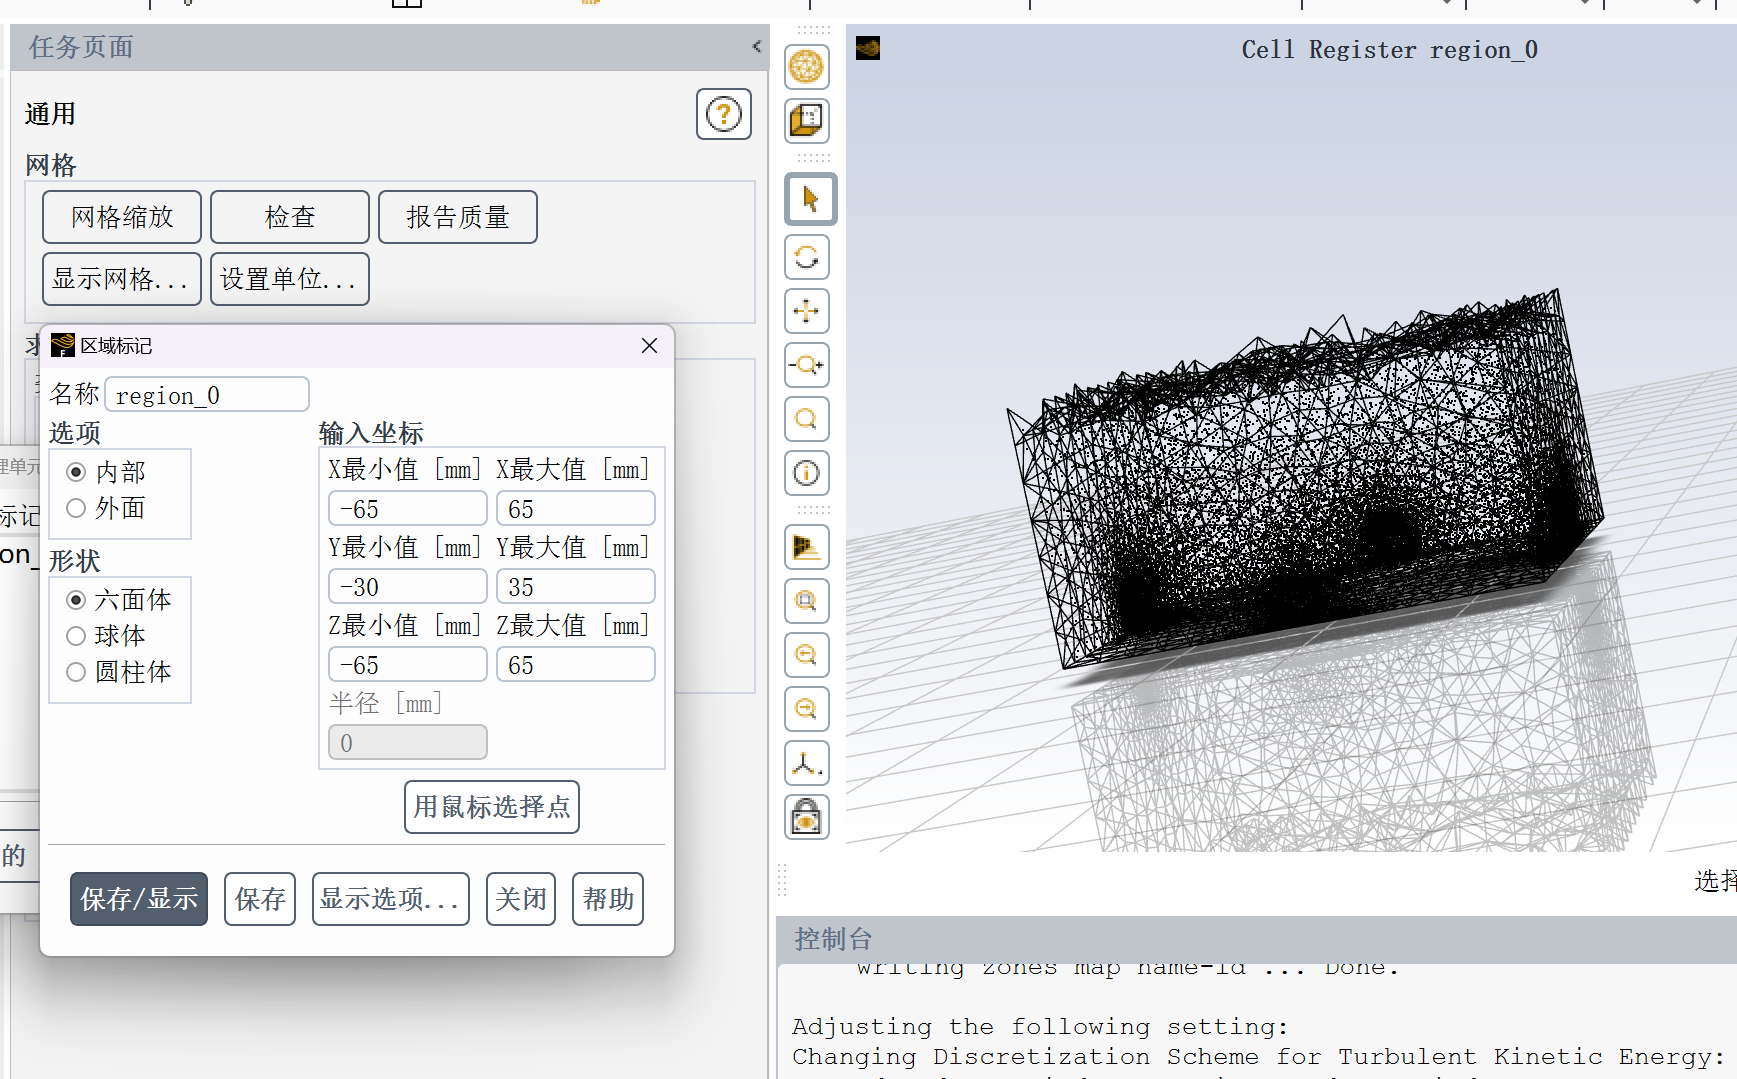 任务页面
通用
网格
网格缩放 检查 报告质量
显示网格... 设置单位...
区域标记
名称 region_0
选项
内部
外面
形状
六面体
球体
圆柱体
输入坐标
X最小值 [mm] X最大值 [mm]
-65 65
Y最小值 [mm] Y最大值 [mm]
-30 35
Z最小值 [mm] Z最大值 [mm]
-65 65
半径 [mm]
0
用鼠标选择点
保存/显示 保存 显示选项... 关闭 帮助
理单元
标记
on_
的
Cell Register region_0
选择
控制台
writing zones map name-id ... Done.
Adjusting the following setting:
Changing Discretization Scheme for Turbulent Kinetic Energy: